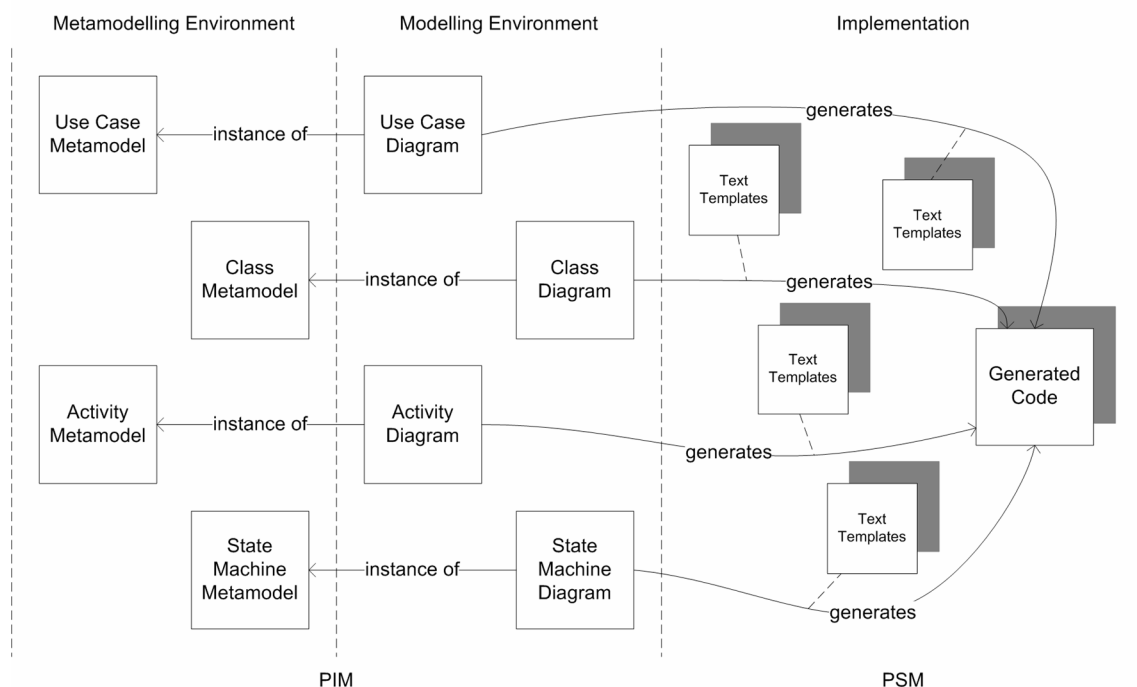 Metamodelling Environment
Modelling Environment
Implementation
Use Case
Metamodel
instance of
Use Case
Diagram
generates
Text
Templates
Text
Templates
Class
Metamodel
instance of
Class
Diagram
generates
Text
Templates
Generated
Code
Activity
Metamodel
instance of
Activity
Diagram
generates
Text
Templates
State
Machine
Metamodel
instance of
State
Machine
Diagram
generates
PIM
PSM